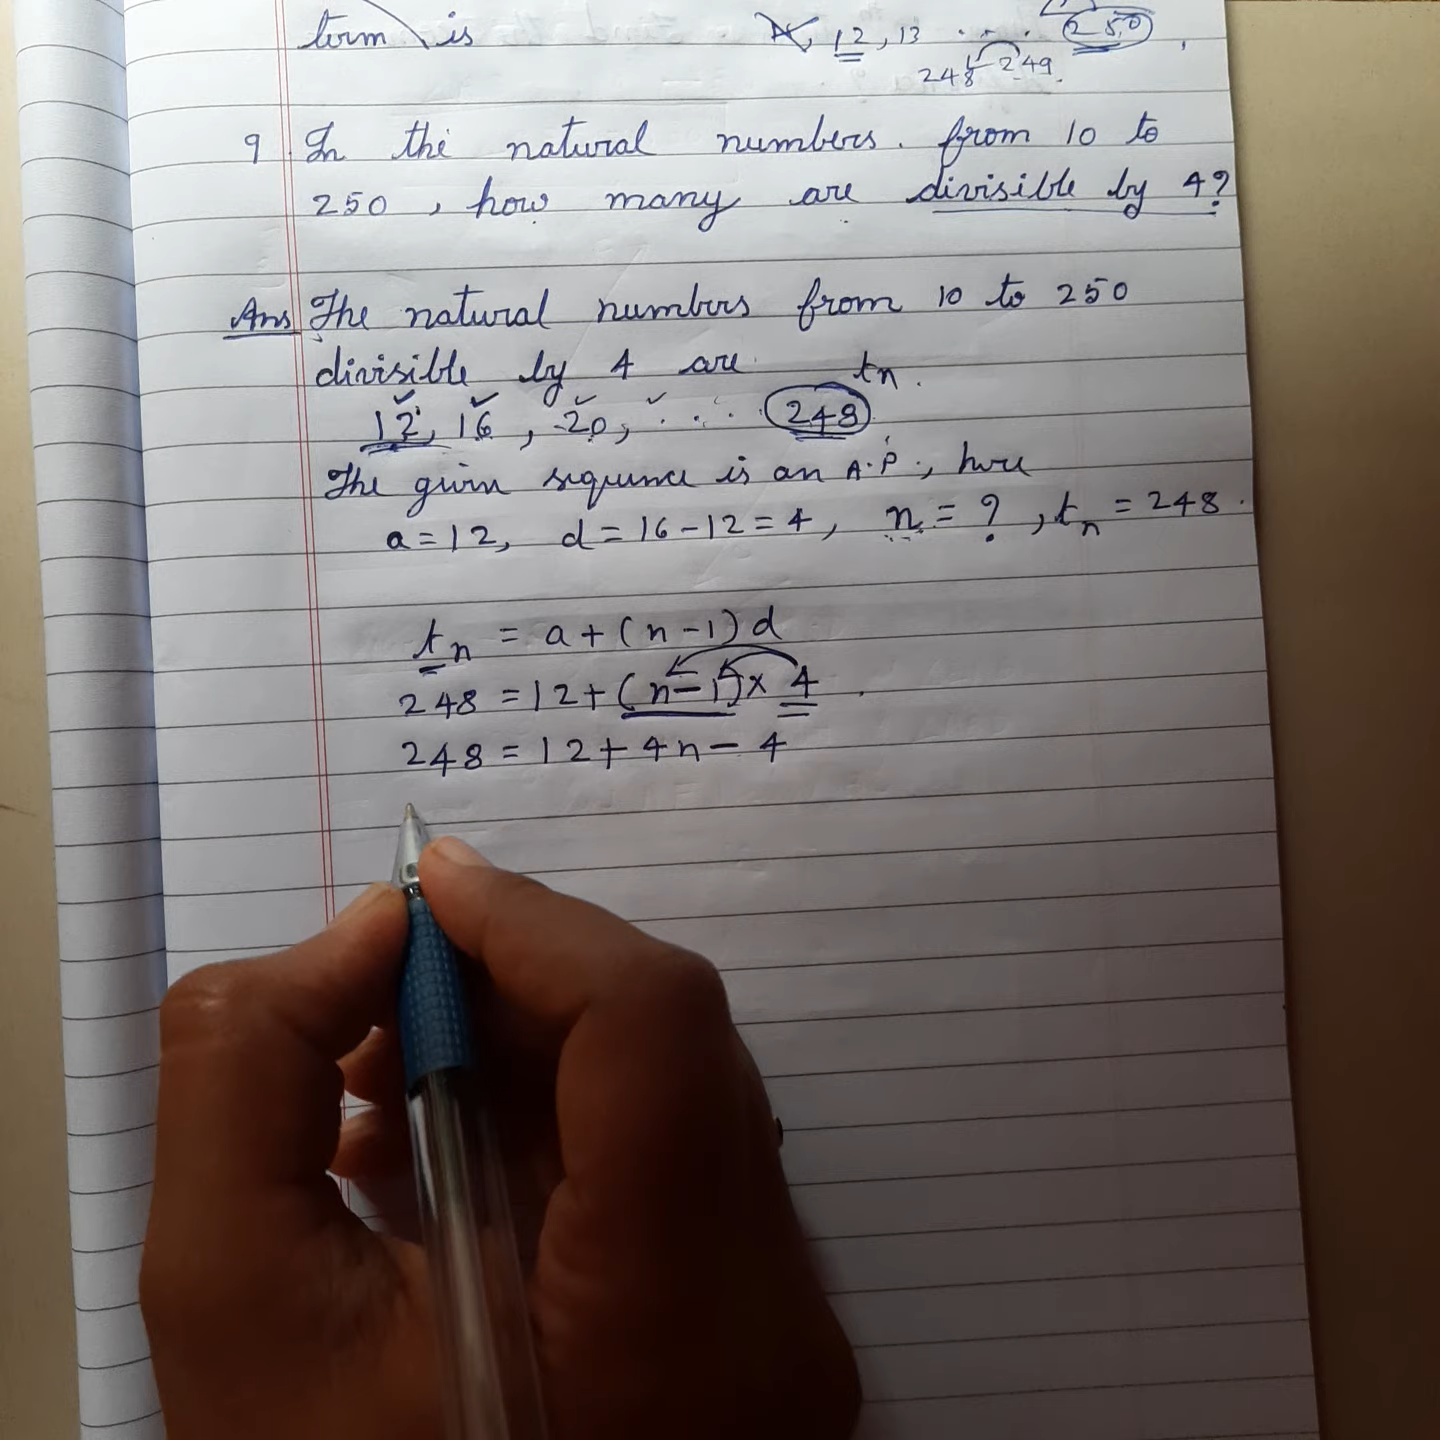 term is 12, 13 . . . 250,
248 249.
9. In the natural numbers. from 10 to
250, how many are divisible by 4?
Ans The natural numbers from 10 to 250
divisible by 4 are tn.
12, 16, 20, . . . 248
The given sequence is an A.P., here
a = 12, d = 16 - 12 = 4, n = ?, tn = 248.
tn = a + (n - 1) d
248 = 12 + (n - 1) x 4.
248 = 12 + 4n - 4